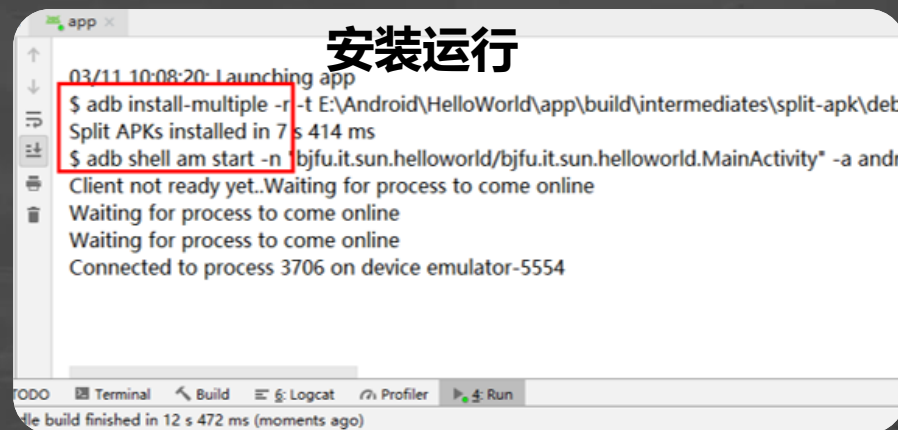 app
安装运行
03/11 10:08:20: Launching app
$ adb install-multiple -r -t E:\Android\HelloWorld\app\build\intermediates\split-apk\deb
Split APKs installed in 7 s 414 ms
$ adb shell am start -n "bjfu.it.sun.helloworld/bjfu.it.sun.helloworld.MainActivity" -a andr
Client not ready yet..Waiting for process to come online
Waiting for process to come online
Waiting for process to come online
Connected to process 3706 on device emulator-5554
TODO Terminal Build 6: Logcat Profiler 4: Run
dle build finished in 12 s 472 ms (moments ago)